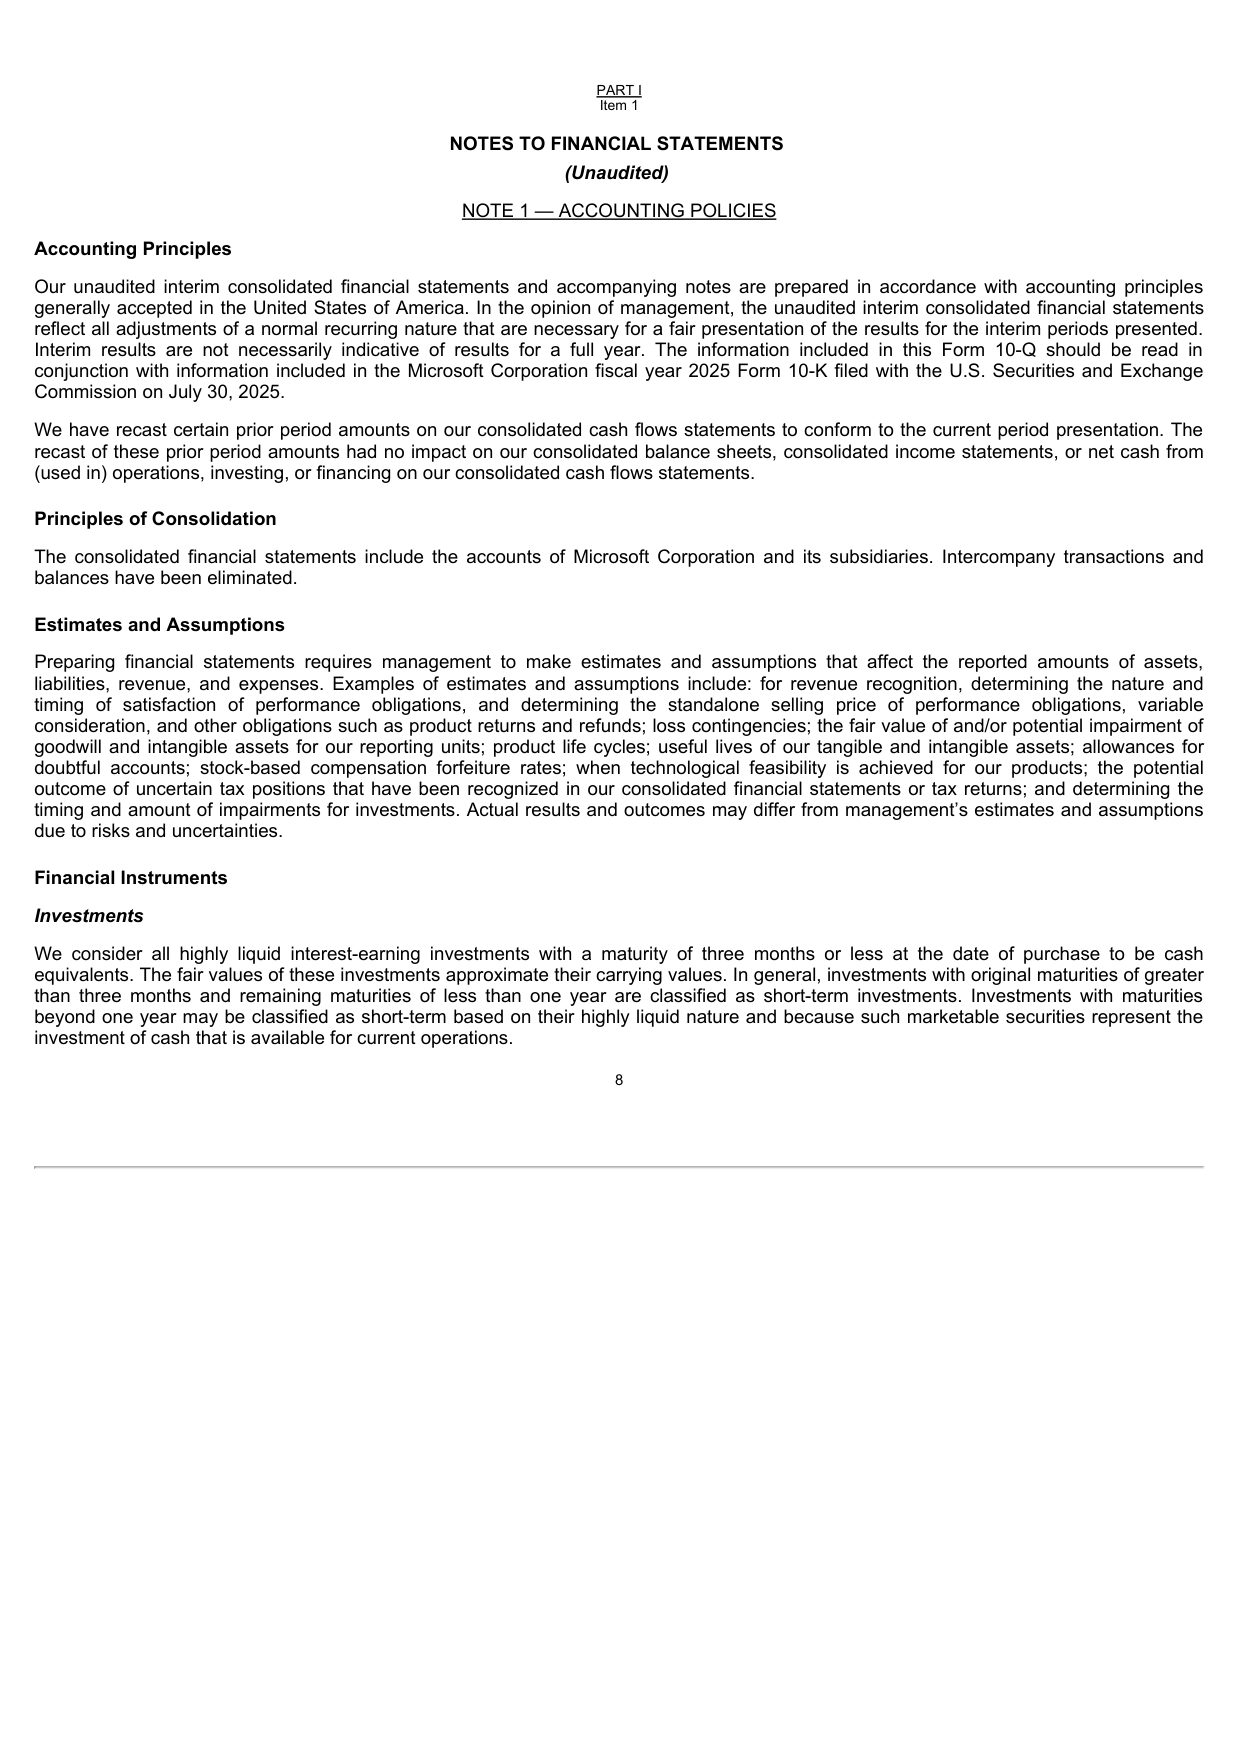 PART I
Item 1
NOTES TO FINANCIAL STATEMENTS
(Unaudited)
NOTE 1 — ACCOUNTING POLICIES
Accounting Principles
Our unaudited interim consolidated financial statements and accompanying notes are prepared in accordance with accounting principles
generally accepted in the United States of America. In the opinion of management, the unaudited interim consolidated financial statements
reflect all adjustments of a normal recurring nature that are necessary for a fair presentation of the results for the interim periods presented.
Interim results are not necessarily indicative of results for a full year. The information included in this Form 10-Q should be read in
conjunction with information included in the Microsoft Corporation fiscal year 2025 Form 10-K filed with the U.S. Securities and Exchange
Commission on July 30, 2025.
We have recast certain prior period amounts on our consolidated cash flows statements to conform to the current period presentation. The
recast of these prior period amounts had no impact on our consolidated balance sheets, consolidated income statements, or net cash from
(used in) operations, investing, or financing on our consolidated cash flows statements.
Principles of Consolidation
The consolidated financial statements include the accounts of Microsoft Corporation and its subsidiaries. Intercompany transactions and
balances have been eliminated.
Estimates and Assumptions
Preparing financial statements requires management to make estimates and assumptions that affect the reported amounts of assets,
liabilities, revenue, and expenses. Examples of estimates and assumptions include: for revenue recognition, determining the nature and
timing of satisfaction of performance obligations, and determining the standalone selling price of performance obligations, variable
consideration, and other obligations such as product returns and refunds; loss contingencies; the fair value of and/or potential impairment of
goodwill and intangible assets for our reporting units; product life cycles; useful lives of our tangible and intangible assets; allowances for
doubtful accounts; stock-based compensation forfeiture rates; when technological feasibility is achieved for our products; the potential
outcome of uncertain tax positions that have been recognized in our consolidated financial statements or tax returns; and determining the
timing and amount of impairments for investments. Actual results and outcomes may differ from management’s estimates and assumptions
due to risks and uncertainties.
Financial Instruments
Investments
We consider all highly liquid interest-earning investments with a maturity of three months or less at the date of purchase to be cash
equivalents. The fair values of these investments approximate their carrying values. In general, investments with original maturities of greater
than three months and remaining maturities of less than one year are classified as short-term investments. Investments with maturities
beyond one year may be classified as short-term based on their highly liquid nature and because such marketable securities represent the
investment of cash that is available for current operations.
8